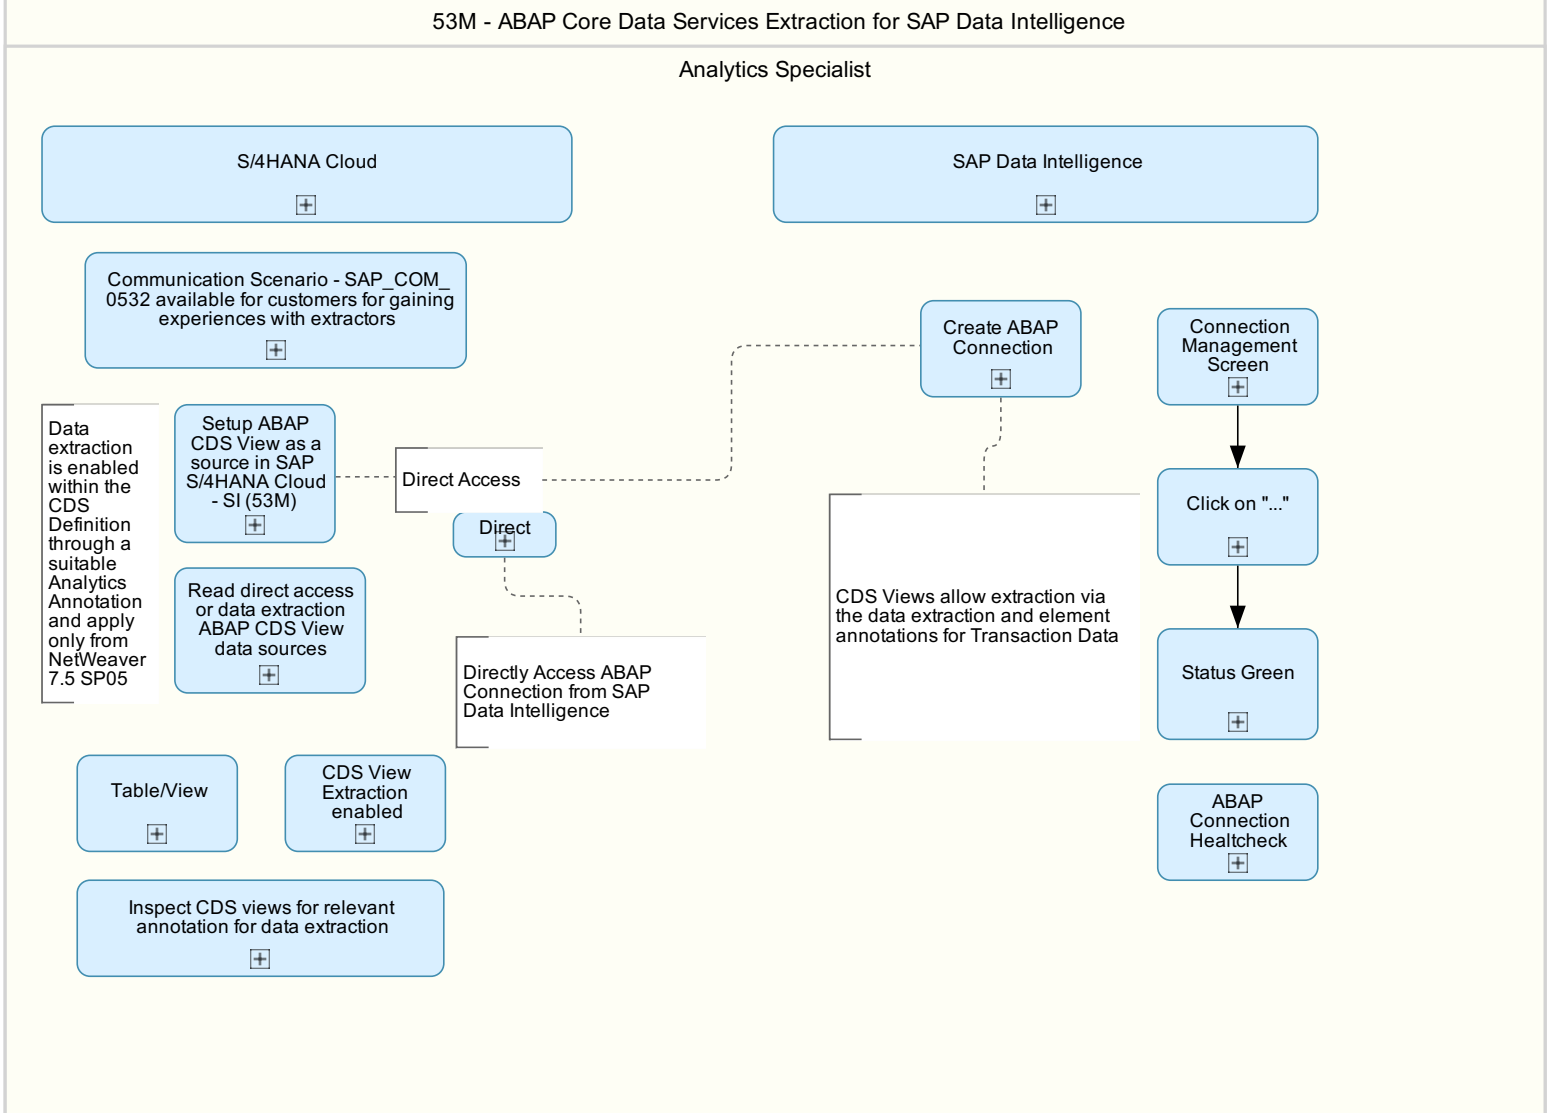 53M - ABAP Core Data Services Extraction for SAP Data Intelligence
Analytics Specialist
S/4HANA Cloud
SAP Data Intelligence
Communication Scenario - SAP_COM_
0532 available for customers for gaining
experiences with extractors
Create ABAP
Connection
Connection
Management
Screen
Data
extraction
is enabled
within the
CDS
Definition
through a
suitable
Analytics
Annotation
and apply
only from
NetWeaver
7.5 SP05
Setup ABAP
CDS View as a
source in SAP
S/4HANA Cloud
- SI (53M)
Direct Access
Direct
Click on "..."
Read direct access
or data extraction
ABAP CDS View
data sources
Directly Access ABAP
Connection from SAP
Data Intelligence
CDS Views allow extraction via
the data extraction and element
annotations for Transaction Data
Status Green
Table/View
CDS View
Extraction
enabled
ABAP
Connection
Healtcheck
Inspect CDS views for relevant
annotation for data extraction